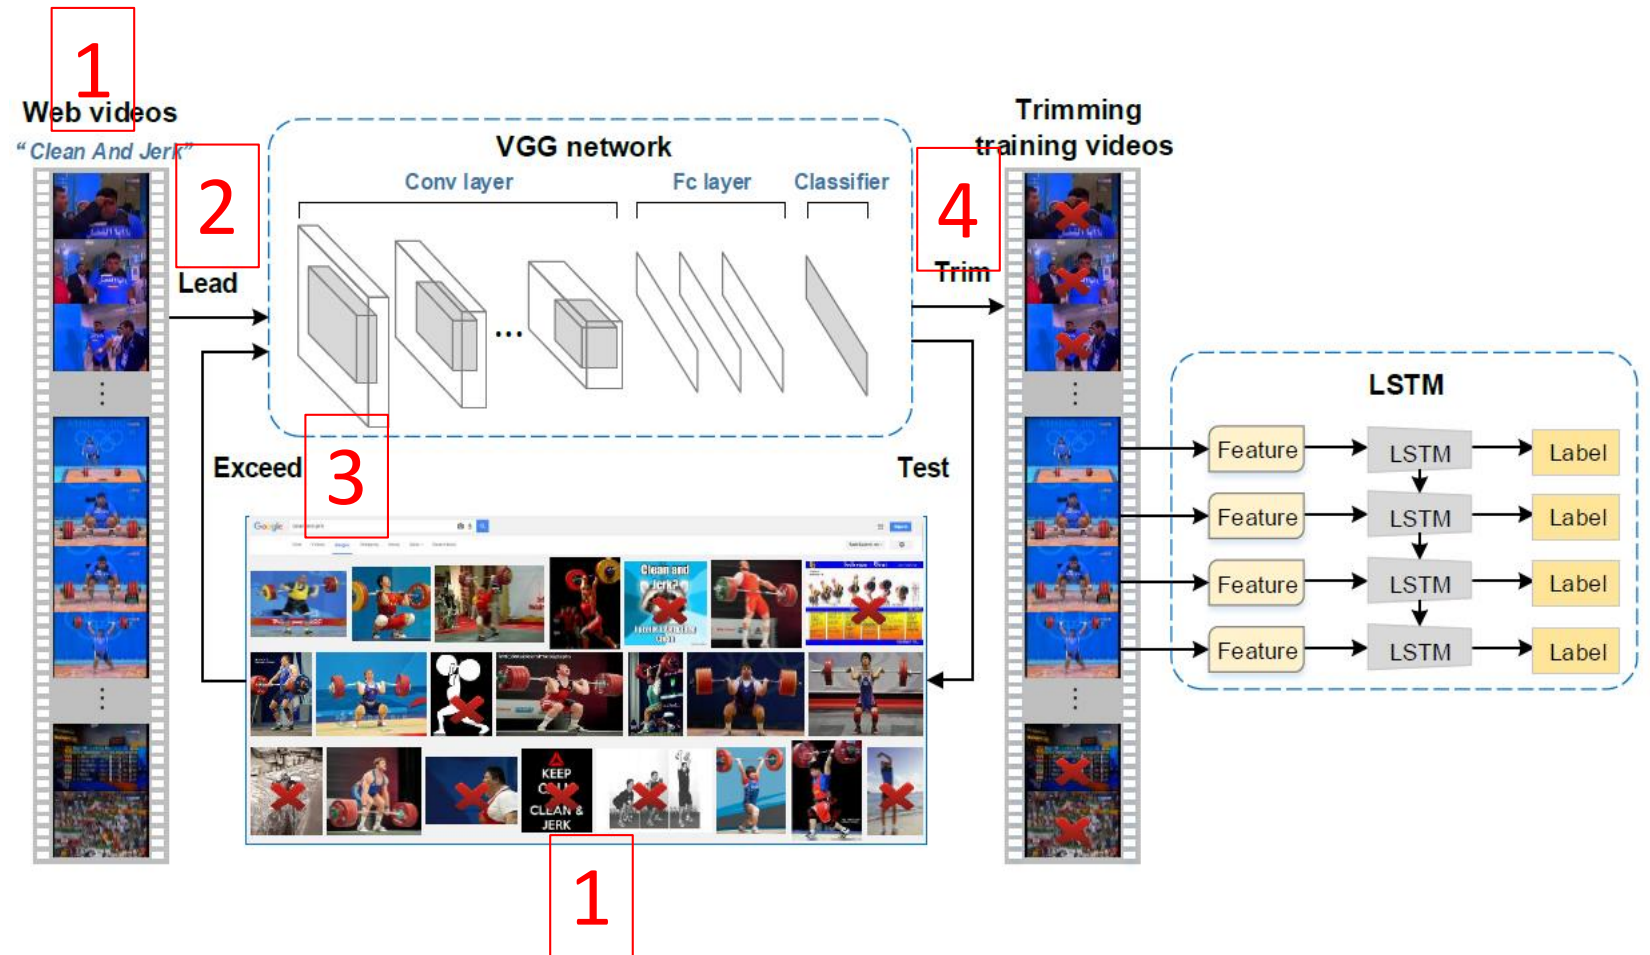 1
Web videos
“Clean And Jerk”
2
Lead
VGG network
Conv layer
Fc layer
Classifier
...
4
Trim
Trimming
training videos
Exceed
3
Test
Google
Clean and
jerk?
KEEP
CLEAN &
JERK
1
LSTM
Feature
LSTM
Label
Feature
LSTM
Label
Feature
LSTM
Label
Feature
LSTM
Label